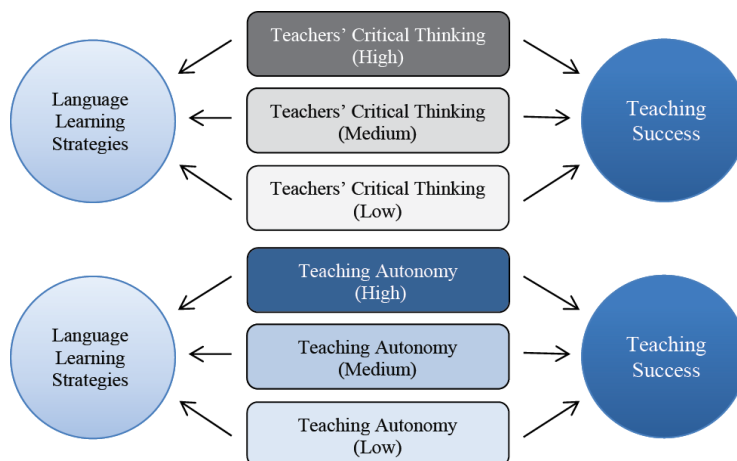 Teachers' Critical Thinking
(High)
Language
Learning
Strategies
Teachers' Critical Thinking
(Medium)
Teaching
Success
Teachers' Critical Thinking
(Low)
Teaching Autonomy
(High)
Language
Learning
Strategies
Teaching Autonomy
(Medium)
Teaching
Success
Teaching Autonomy
(Low)